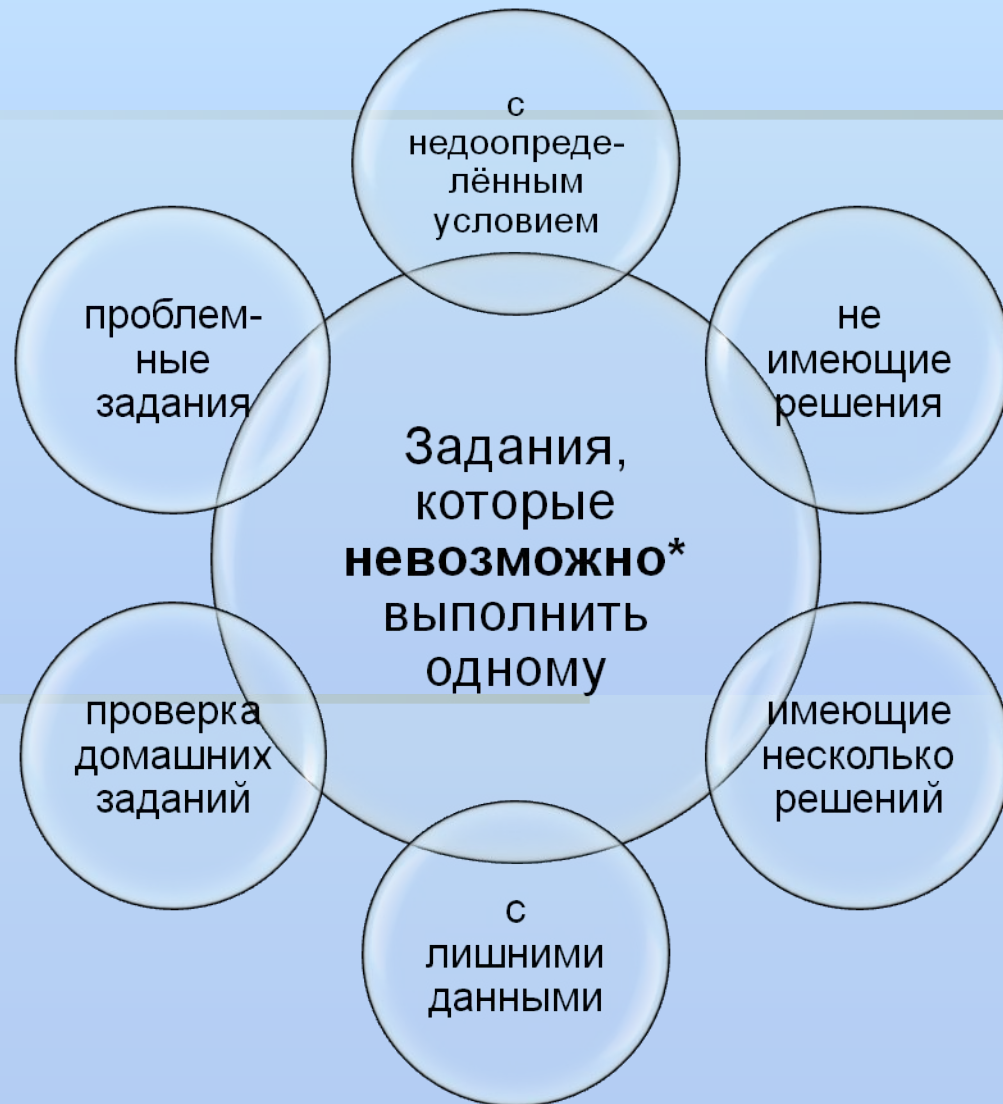 с
недоопреде-
лённым
условием
проблем-
ные
задания
не
имеющие
решения
Задания,
которые
невозможно*
выполнить
одному
проверка
домашних
заданий
имеющие
несколько
решений
с
лишними
данными